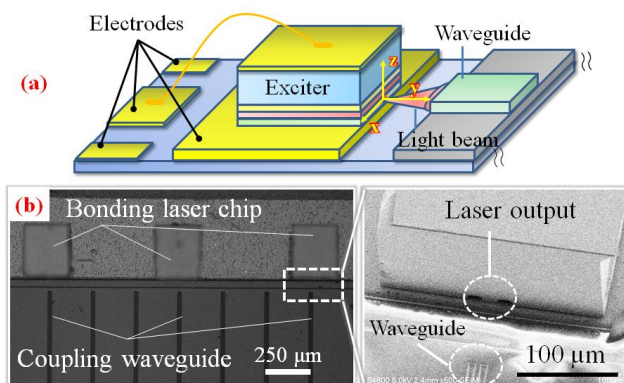 Electrodes
Waveguide
(a)
Exciter
z
y
x
Light beam
(b)
Bonding laser chip
Coupling waveguide
250 μm
Laser output
Waveguide
100 μm